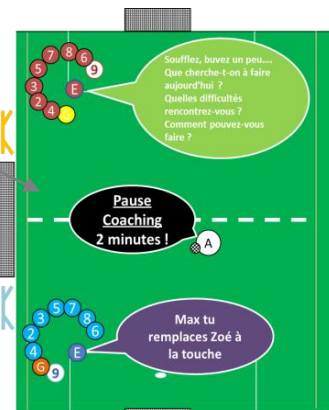 7 8 6
5 9
3 E
2
4
Soufflez, buvez un peu....
Que cherche-t-on à faire
aujourd'hui ?
Quelles difficultés
rencontrez-vous ?
Comment pouvez-vous
faire ?
Pause
Coaching
2 minutes !
A
3 5 7 8
2 6
4 E
G 9
Max tu
remplaces Zoé à
la touche